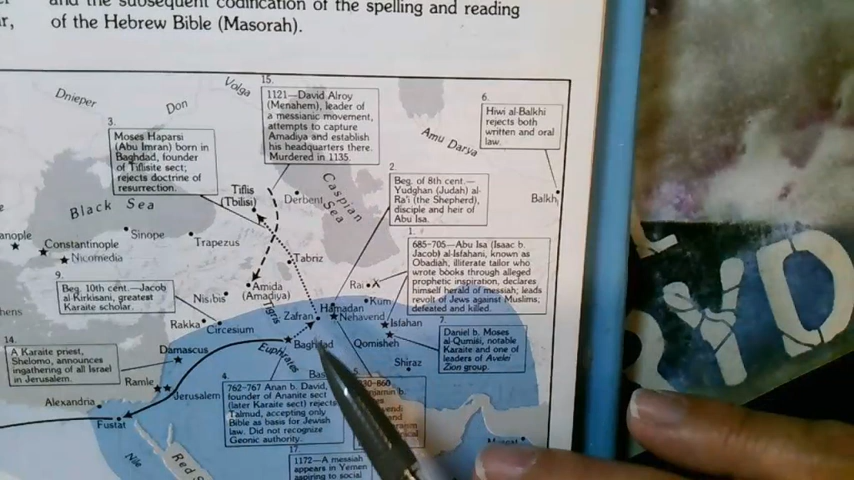 and the subsequent codification of the spelling and reading
of the Hebrew Bible (Masorah).
Dnieper
Don
Volga
15.
1121—David Alroy
(Menahem), leader of
a messianic movement,
attempts to capture
Amadiya and establish
his headquarters there.
Murdered in 1135.
6.
Hiwi al-Balkhi
rejects both
written and oral
law.
3.
Moses Haparsi
(Abu Imran) born in
Baghdad, founder
of Tiflisite sect;
rejects doctrine of
resurrection.
Amu Darya
2.
Beg. of 8th cent.—
Yudghan (Judah) al-
Ra'i (the Shepherd),
disciple and heir of
Abu Isa.
Balkh
Tiflis
(Tbilisi)
Derbent
Caspian
Sea
Black Sea
Sinope
Trapezus
Constantinople
Nicomedia
1.
685-705—Abu Isa (Isaac b.
Jacob) al-Isfahani, known as
Obadiah, illiterate tailor who
wrote books through alleged
prophetic inspiration, declares
himself herald of messiah; leads
revolt of Jews against Muslims;
defeated and killed.
Tabriz
9.
Beg. 10th cent.—Jacob
al-Kirkisani, greatest
Karaite scholar.
Nisibis
Amida
(Amadiya)
Rai
Kum
Tigris
Zafran
Hamadan
Nehavend
Isfahan
Rakka
Circesium
14.
A Karaite priest,
Shelomo, announces
ingathering of all Israel
in Jerusalem.
Damascus
Baghdad
Euphrates
Qomisheh
7.
Daniel b. Moses
al-Qumisi, notable
Karaite and one of
leaders of Avelei
Zion group.
Shiraz
Ramle
Jerusalem
Alexandria
Fustat
4.
762-767 Anan b. David,
founder of Ananite sect
(later Karaite sect) rejects
Talmud, accepting only
Bible as basis for Jewish
law. Did not recognize
Geonic authority.
Nile
Red
17.
1172—A messiah
appears in Yemen
aspiring to social
YD